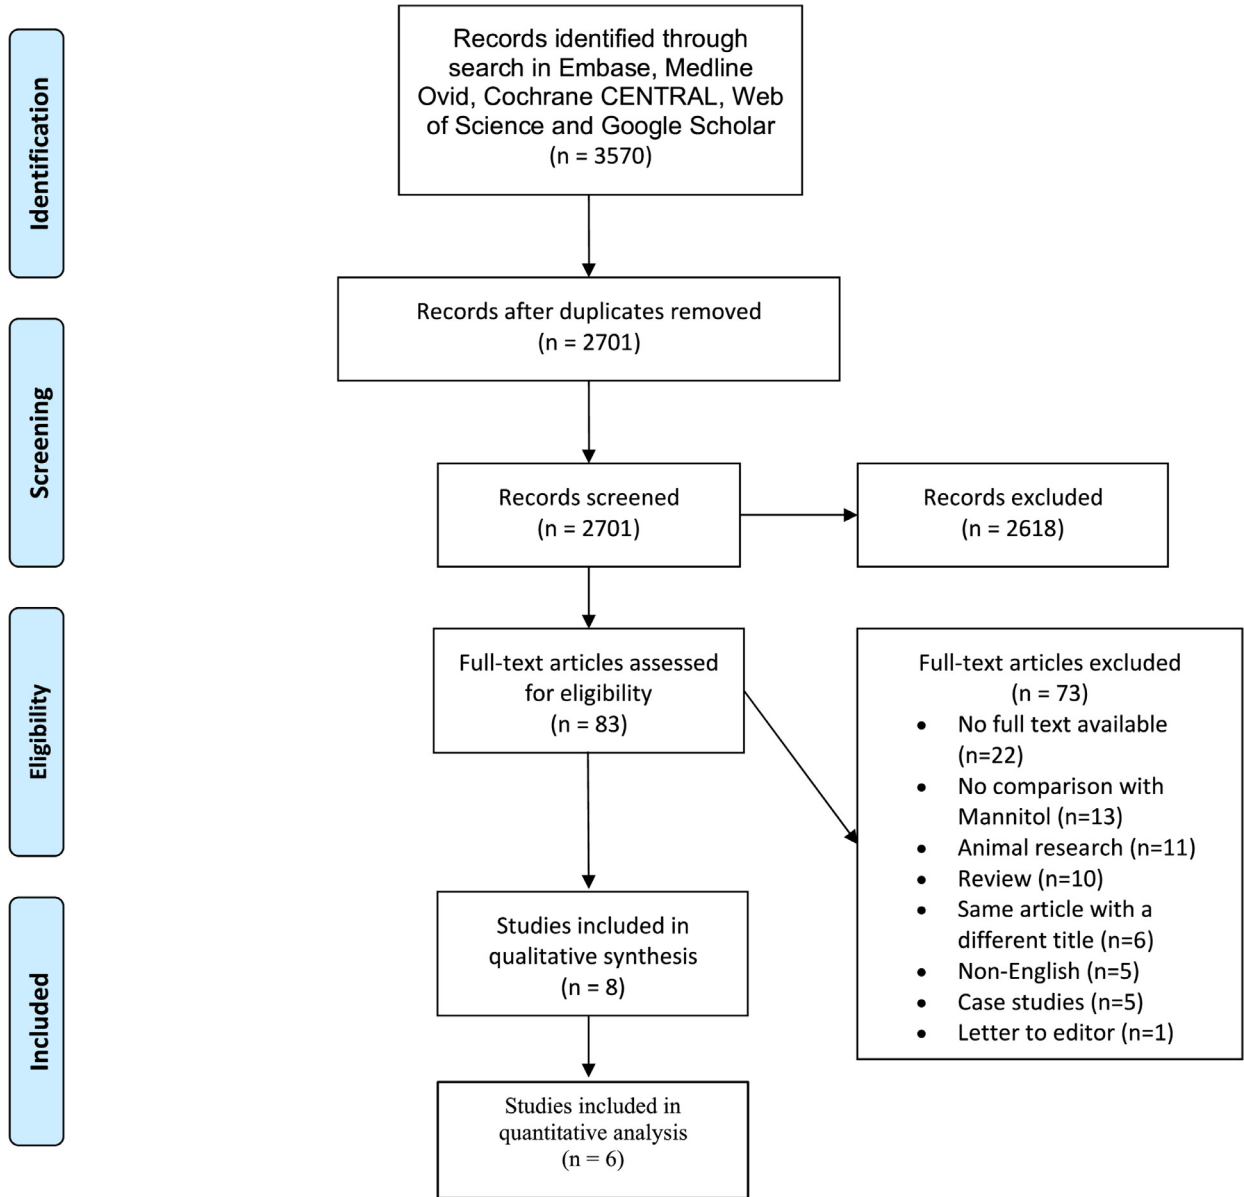 Identification
Records identified through
search in Embase, Medline
Ovid, Cochrane CENTRAL, Web
of Science and Google Scholar
(n = 3570)
Records after duplicates removed
(n = 2701)
Screening
Records screened
(n = 2701)
Records excluded
(n = 2618)
Eligibility
Full-text articles assessed
for eligibility
(n = 83)
Full-text articles excluded
(n = 73)
• No full text available
(n=22)
• No comparison with
Mannitol (n=13)
• Animal research (n=11)
• Review (n=10)
• Same article with a
different title (n=6)
• Non-English (n=5)
• Case studies (n=5)
• Letter to editor (n=1)
Included
Studies included in
qualitative synthesis
(n = 8)
Studies included in
quantitative analysis
(n = 6)